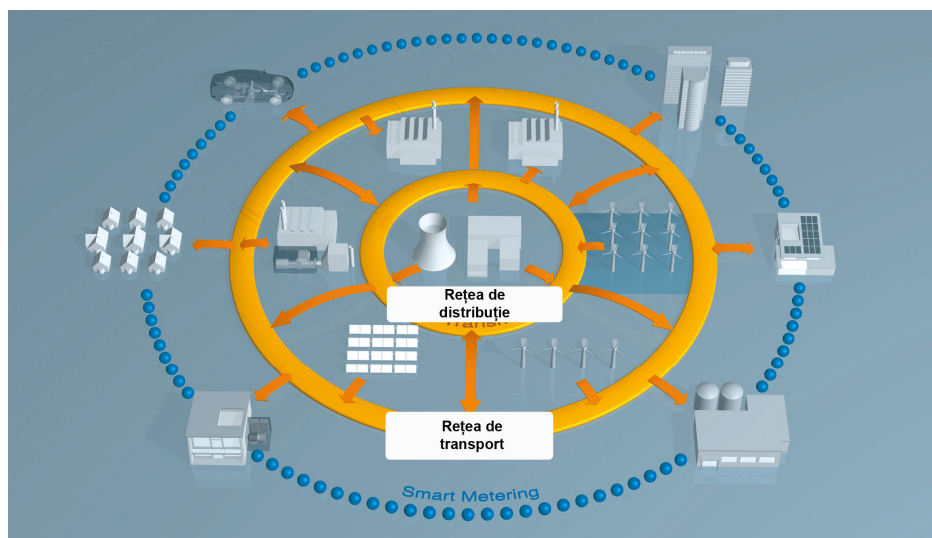 Rețea de
distribuție
Rețea de
transport
Smart Metering